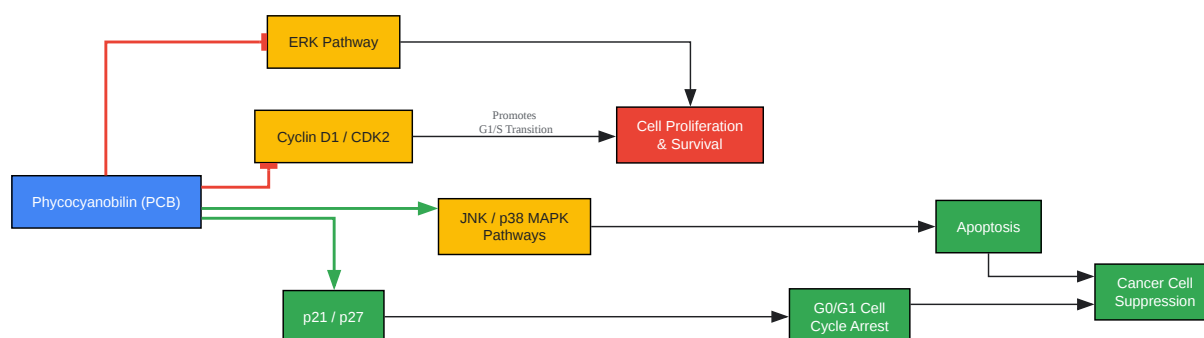 ERK Pathway
Promotes
G1/S Transition
Cyclin D1 / CDK2
Cell Proliferation
& Survival
Phycocyanobilin (PCB)
JNK / p38 MAPK
Pathways
Apoptosis
Cancer Cell
Suppression
p21 / p27
G0/G1 Cell
Cycle Arrest